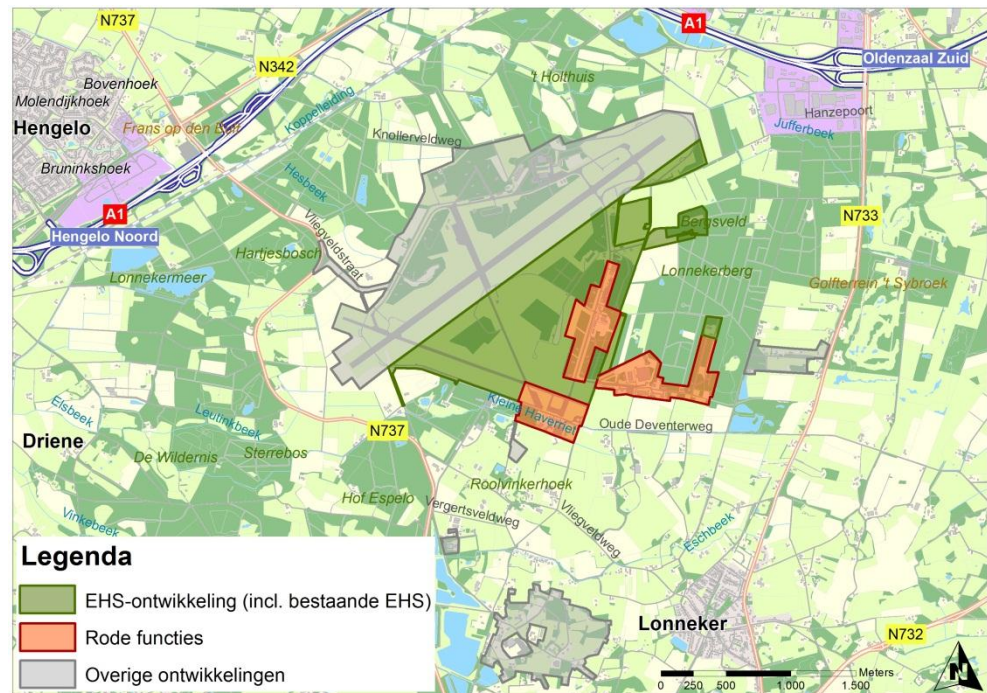 N737
A1
Oldenzaal Zuid
N342
't Holthuis
Bovenhoek
Molendijkhoek
Koppelleiding
Hanzepoort
Hengelo
Frans op den Bult
Knollerveldweg
Jufferbeek
Bruninkshoek
Hesbeek
A1
Vliegveldstraat
Bergsveld
N733
Hengelo Noord
Hartjesbosch
Lonnekerberg
Lonnekermeer
Golfterrein 't Sybroek
Elsbeek
Leutinkbeek
Kleine Haverriet
N737
Oude Deventerweg
Driene
De Wildernis
Sterrebos
Roolvinkerhoek
Hof Espelo
Vergertsveldweg
Vliegveldweg
Vinkebeek
Eschbeek
Legenda
EHS-ontwikkeling (incl. bestaande EHS)
Rode functies
Lonneker
N732
Overige ontwikkelingen
Meters
0 250 500 1.000 1.500
N